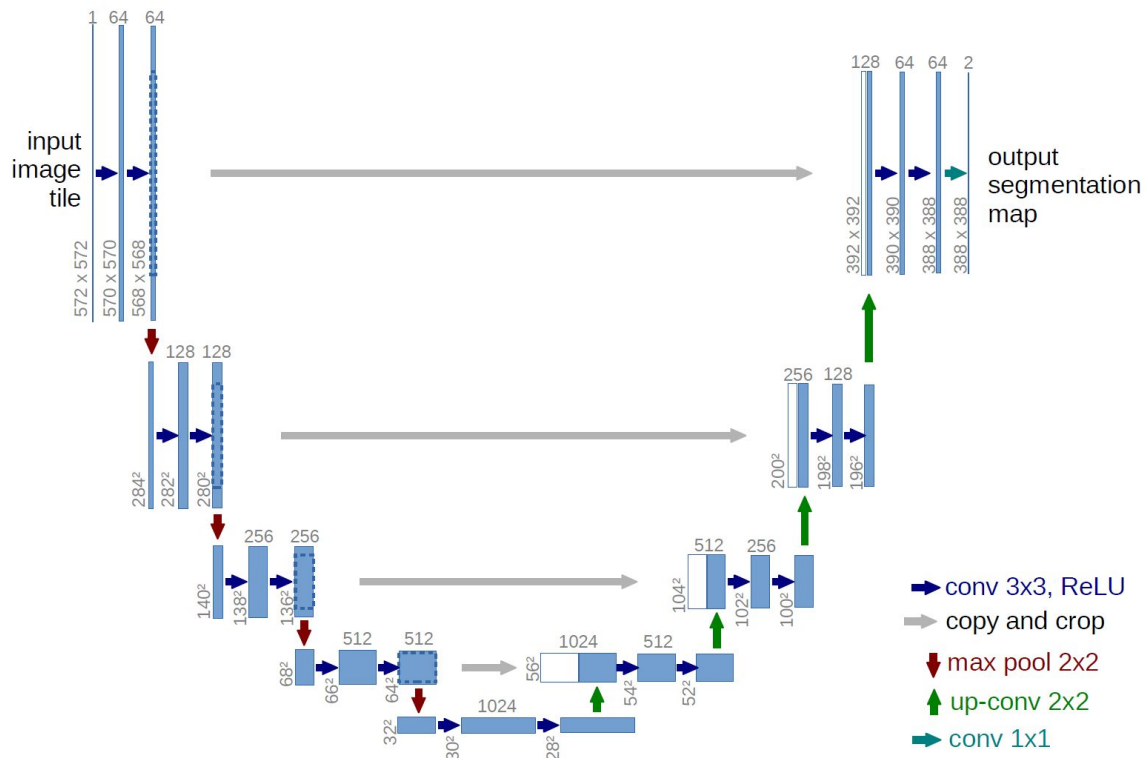 1 64 64
128 64 64 2
input
image
tile
output
segmentation
map
572 x 572
570 x 570
568 x 568
392 x 392
390 x 390
388 x 388
388 x 388
128 128
256 128
284²
282²
280²
200²
198²
196²
256 256
512 256
140²
138²
136²
104²
102²
100²
512 512
1024 512
68²
66²
64²
56²
54²
52²
1024
32²
30²
28²
conv 3x3, ReLU
copy and crop
max pool 2x2
up-conv 2x2
conv 1x1